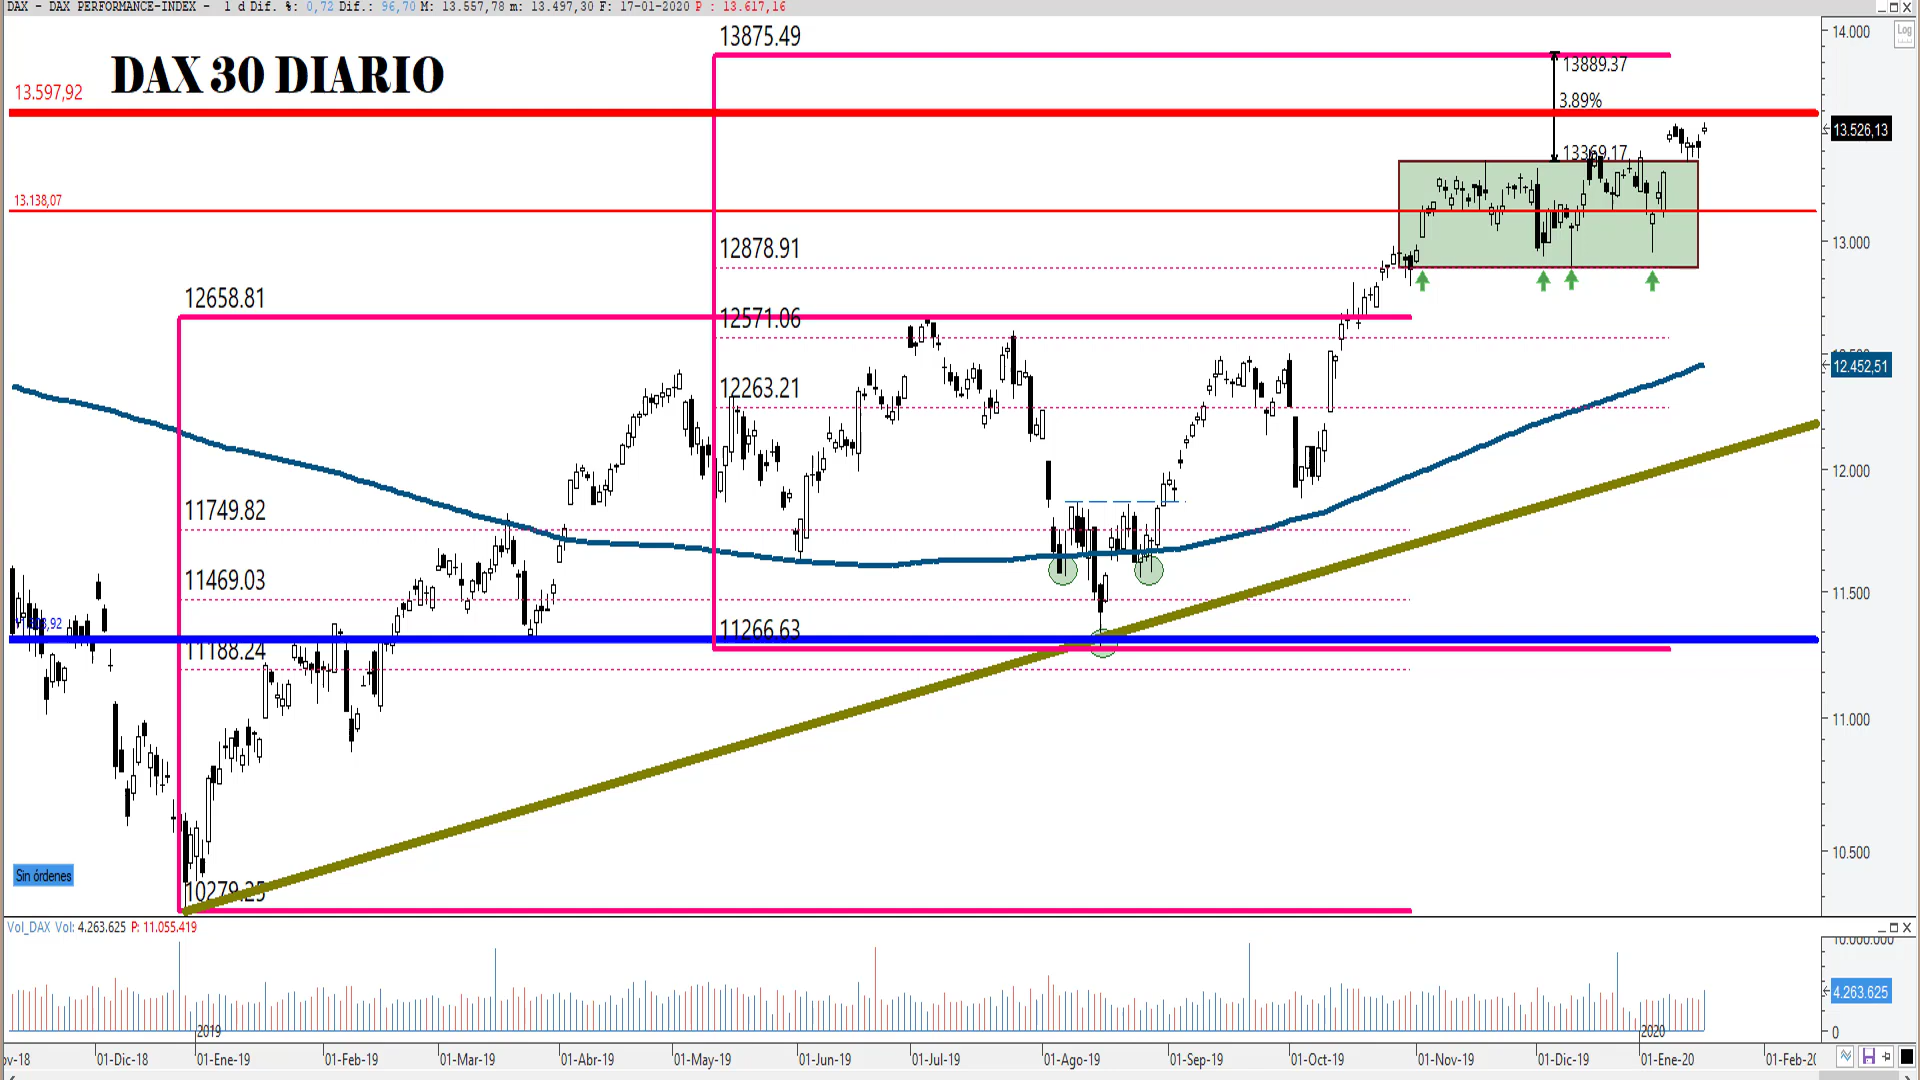 DAX - DAX PERFORMANCE-INDEX - 1 d Dif. %: 0,72 Dif.: 96,70 M: 13.557,78 m: 13.497,30 F: 17-01-2020 P : 13.617,16
DAX 30 DIARIO
13875.49
14.000
Log
13889.37
13.597,92
3.89%
13.526,13
13369.17
13.138,07
13.000
12878.91
12658.81
12571.06
12.452,51
12263.21
12.000
11749.82
11469.03
11.500
11266.63
11188.24
11.000
10.500
Sin órdenes
10279.25
Vol_DAX Vol: 4.263.625 P: 11.055.419
10.000.000
4.263.625
0
2019
2020
01-Dic-18
01-Ene-19
01-Feb-19
01-Mar-19
01-Abr-19
01-May-19
01-Jun-19
01-Jul-19
01-Ago-19
01-Sep-19
01-Oct-19
01-Nov-19
01-Dic-19
01-Ene-20
01-Feb-20